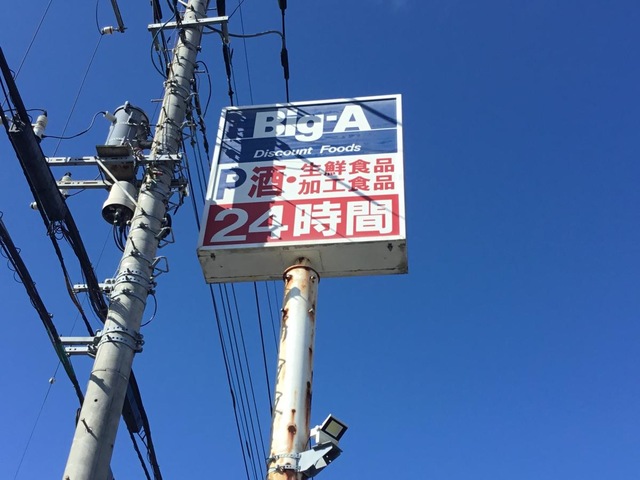 Big-A
Discount Foods
P 酒・生鮮食品
加工食品
24時間